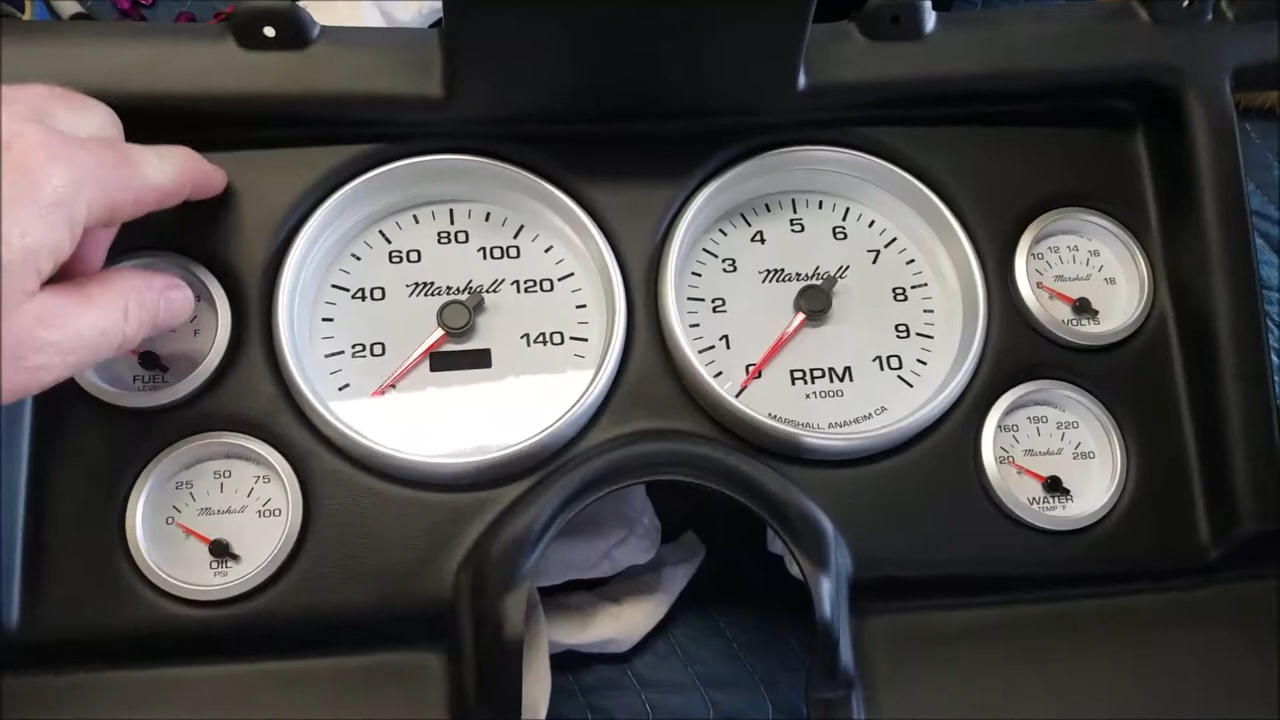 F
FUEL
LEVEL
0 25 50 75 100
Marshall
OIL
PSI
20 40 60 80 100 120 140
Marshall
0 1 2 3 4 5 6 7 8 9 10
Marshall
RPM
x1000
MARSHALL, ANAHEIM CA
8 10 12 14 16 18
Marshall
VOLTS
160 190 220 280
Marshall
WATER
TEMP °F